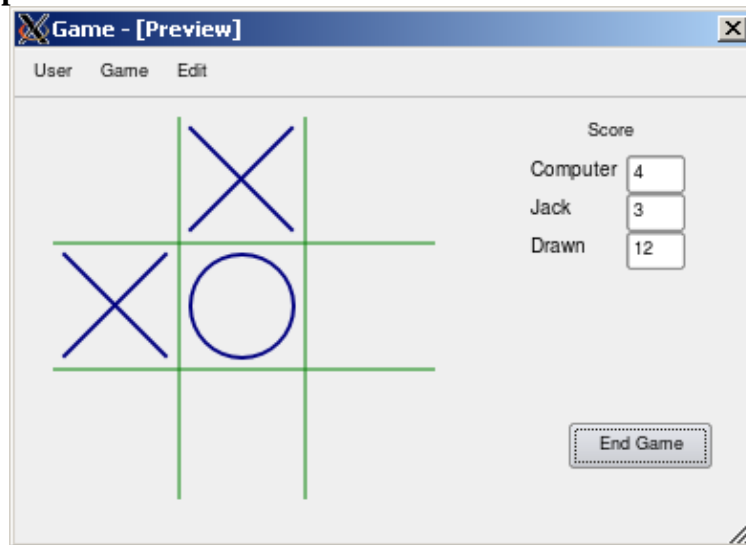 Game - [Preview]
User Game Edit
Score
Computer 4
Jack 3
Drawn 12
End Game